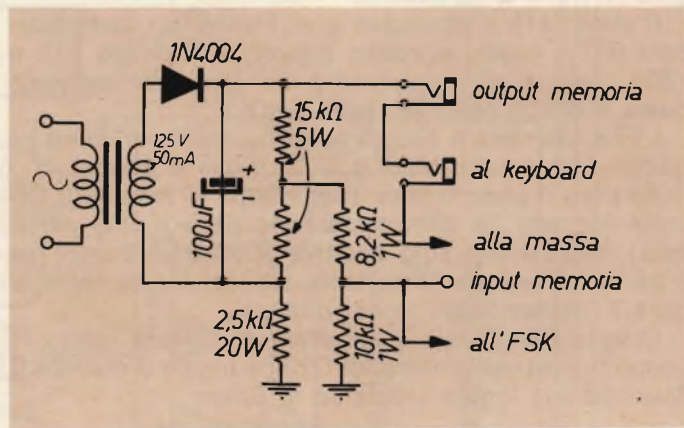 1N4004
125 V
50mA
100µF
+
-
15kΩ
5W
2,5kΩ
20W
8,2kΩ
1W
10kΩ
1W
output memoria
al keyboard
alla massa
input memoria
all'FSK